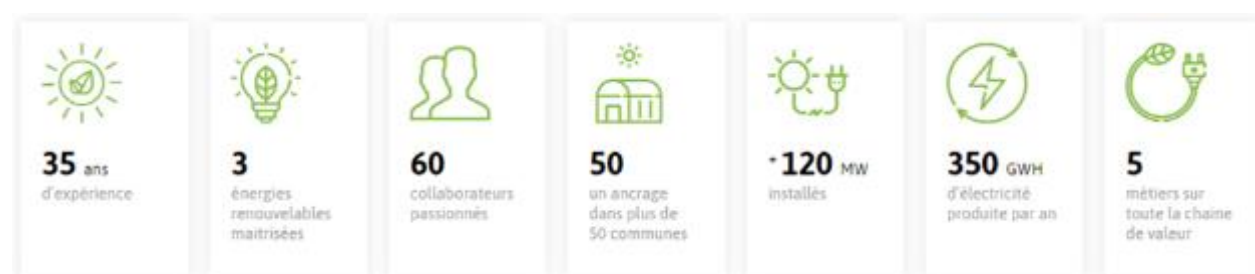 35 ans
d'expérience
3
énergies
renouvelables
maitrisées
60
collaborateurs
passionnés
50
un ancrage
dans plus de
50 communes
+120 MW
installés
350 GWH
d'électricité
produite par an
5
métiers sur
toute la chaine
de valeur